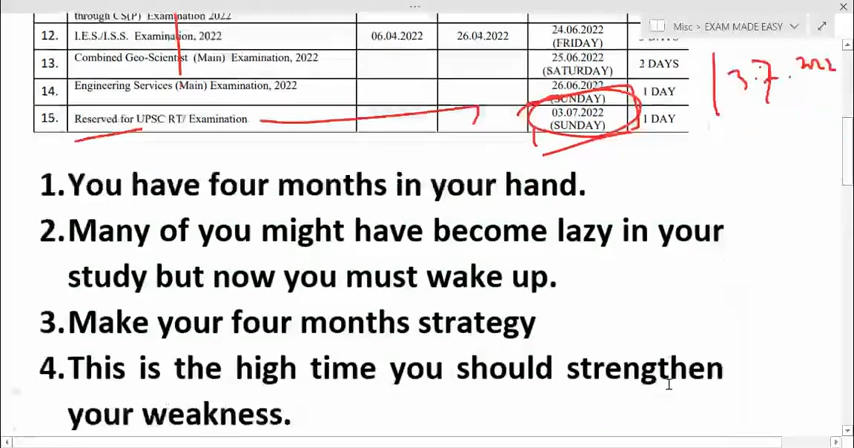 through CS(P) Examination 2022
12. I.E.S./I.S.S. Examination, 2022 06.04.2022 26.04.2022 24.06.2022 (FRIDAY)
13. Combined Geo-Scientist (Main) Examination, 2022 25.06.2022 (SATURDAY) 2 DAYS
14. Engineering Services (Main) Examination, 2022 26.06.2022 (SUNDAY) 1 DAY
15. Reserved for UPSC RT/ Examination 03.07.2022 (SUNDAY) 1 DAY
Misc > EXAM MADE EASY
3.7.2022
1.You have four months in your hand.
2.Many of you might have become lazy in your
study but now you must wake up.
3.Make your four months strategy
4.This is the high time you should strengthen
your weakness.